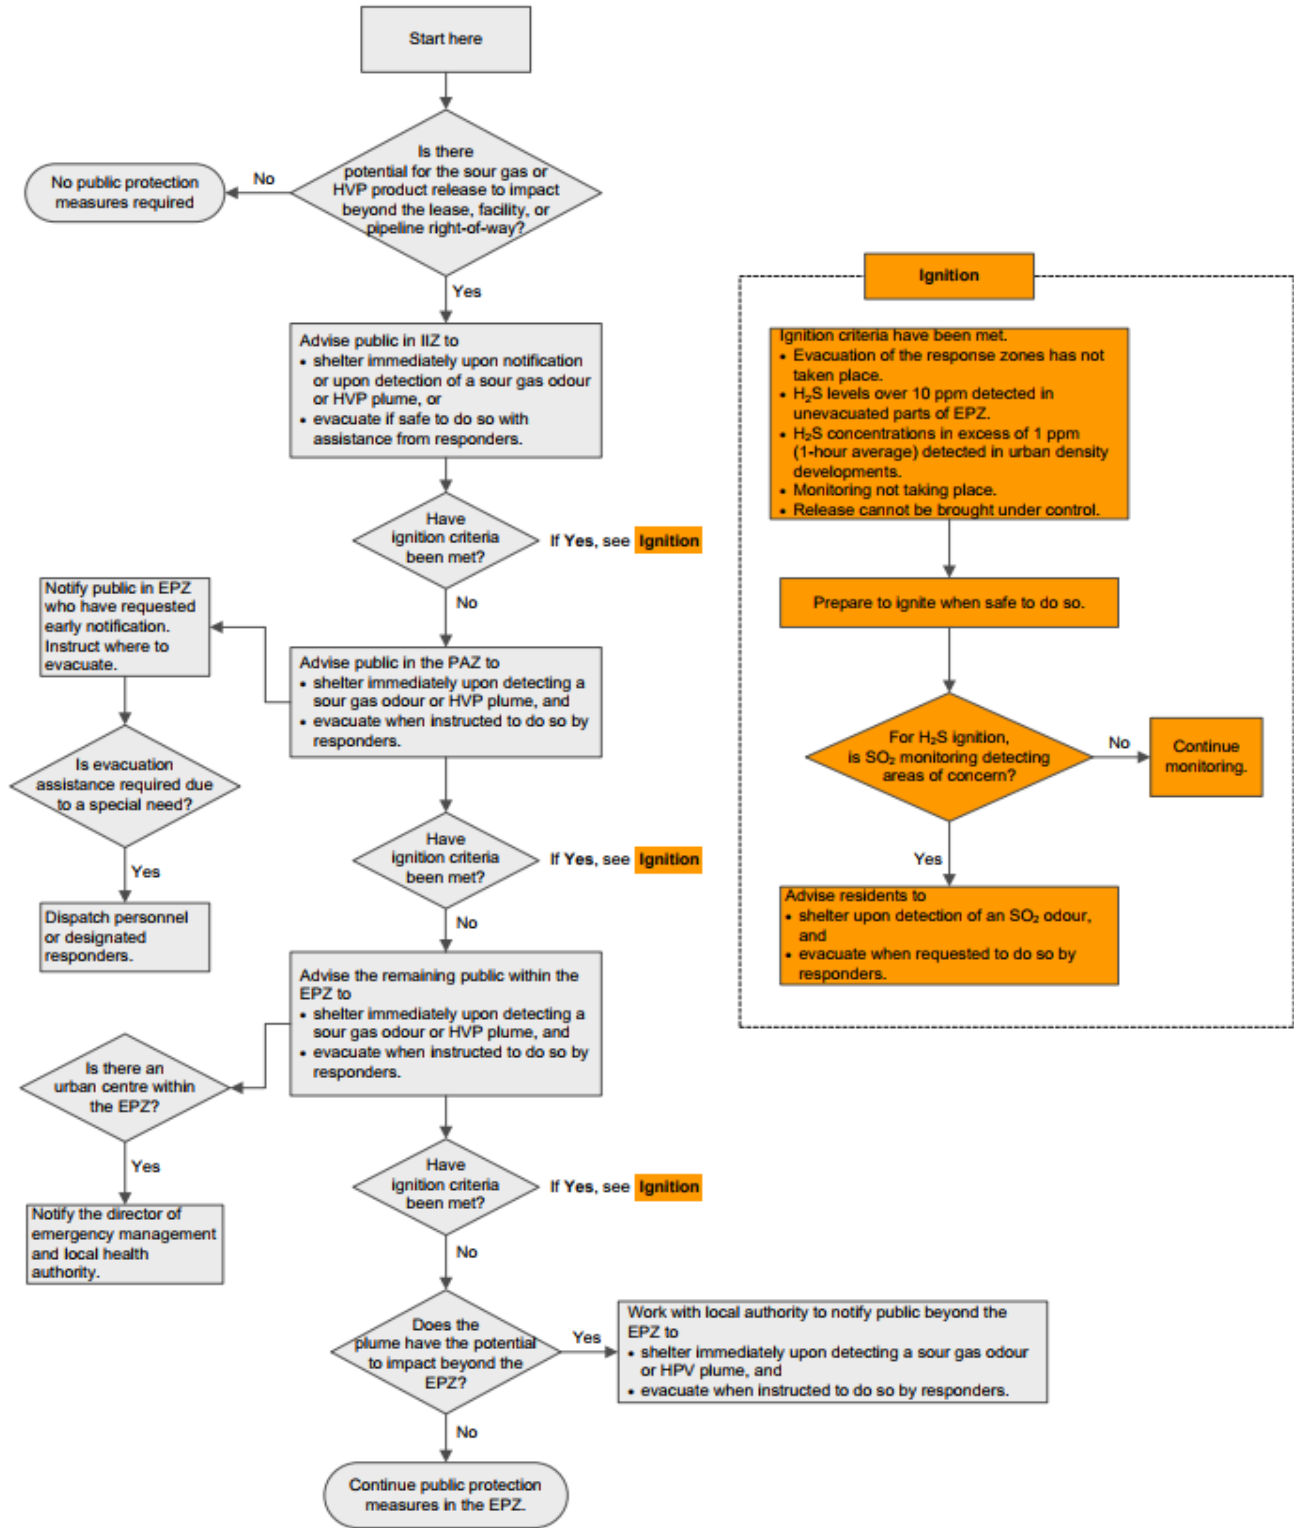 Start here
Is there
potential for the sour gas or
HVP product release to impact
beyond the lease, facility, or
pipeline right-of-way?
No
No public protection
measures required
Yes
Advise public in IIZ to
• shelter immediately upon notification
or upon detection of a sour gas odour
or HVP plume, or
• evacuate if safe to do so with
assistance from responders.
Have
ignition criteria
been met?
If Yes, see Ignition
No
Notify public in EPZ
who have requested
early notification.
Instruct where to
evacuate.
Advise public in the PAZ to
• shelter immediately upon detecting a
sour gas odour or HVP plume, and
• evacuate when instructed to do so by
responders.
Is evacuation
assistance required due
to a special need?
Yes
Dispatch personnel
or designated
responders.
Have
ignition criteria
been met?
If Yes, see Ignition
No
Advise the remaining public within the
EPZ to
• shelter immediately upon detecting a
sour gas odour or HVP plume, and
• evacuate when instructed to do so by
responders.
Is there an
urban centre within
the EPZ?
Yes
Notify the director of
emergency management
and local health
authority.
Have
ignition criteria
been met?
If Yes, see Ignition
No
Does the
plume have the potential
to impact beyond the
EPZ?
Yes
Work with local authority to notify public beyond the
EPZ to
• shelter immediately upon detecting a sour gas odour
or HPV plume, and
• evacuate when instructed to do so by responders.
No
Continue public protection
measures in the EPZ.
Ignition
Ignition criteria have been met.
• Evacuation of the response zones has not
taken place.
• H₂S levels over 10 ppm detected in
unevacuated parts of EPZ.
• H₂S concentrations in excess of 1 ppm
(1-hour average) detected in urban density
developments.
• Monitoring not taking place.
• Release cannot be brought under control.
Prepare to ignite when safe to do so.
For H₂S ignition,
is SO₂ monitoring detecting
areas of concern?
No
Continue
monitoring.
Yes
Advise residents to
• shelter upon detection of an SO₂ odour,
and
• evacuate when requested to do so by
responders.